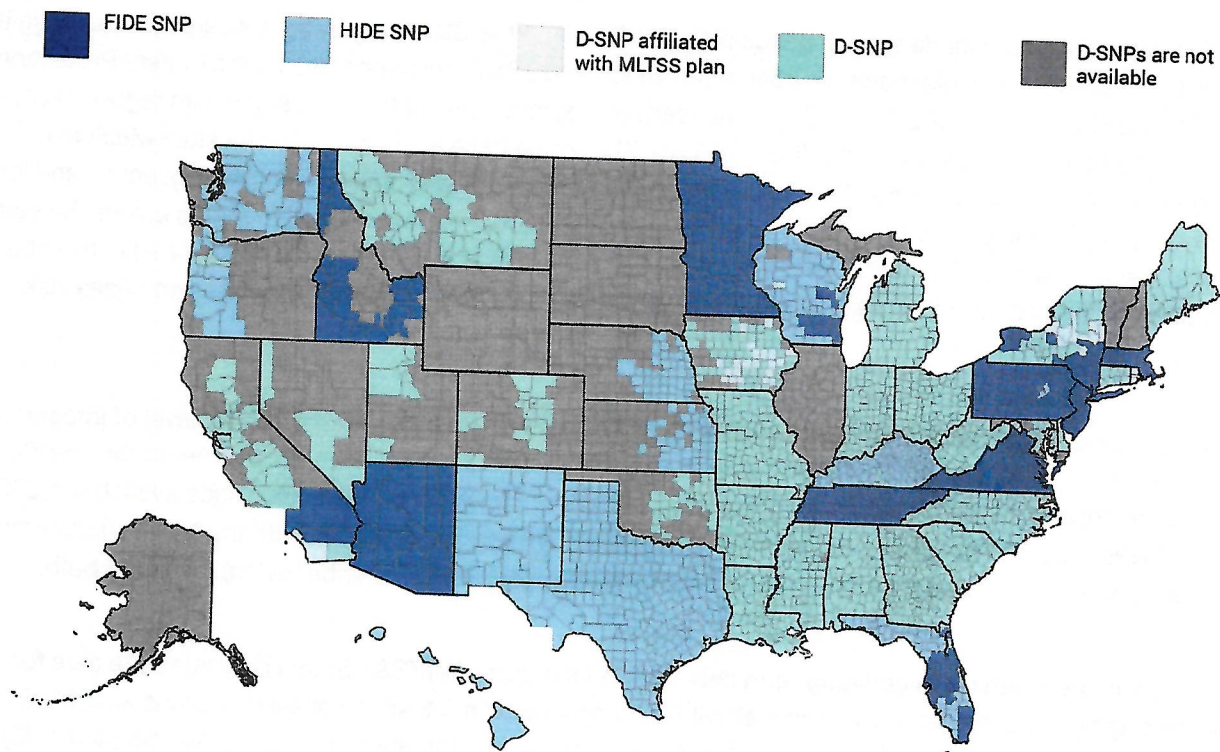 FIDE SNP
HIDE SNP
D-SNP affiliated
with MLTSS plan
D-SNP
D-SNPs are not
available